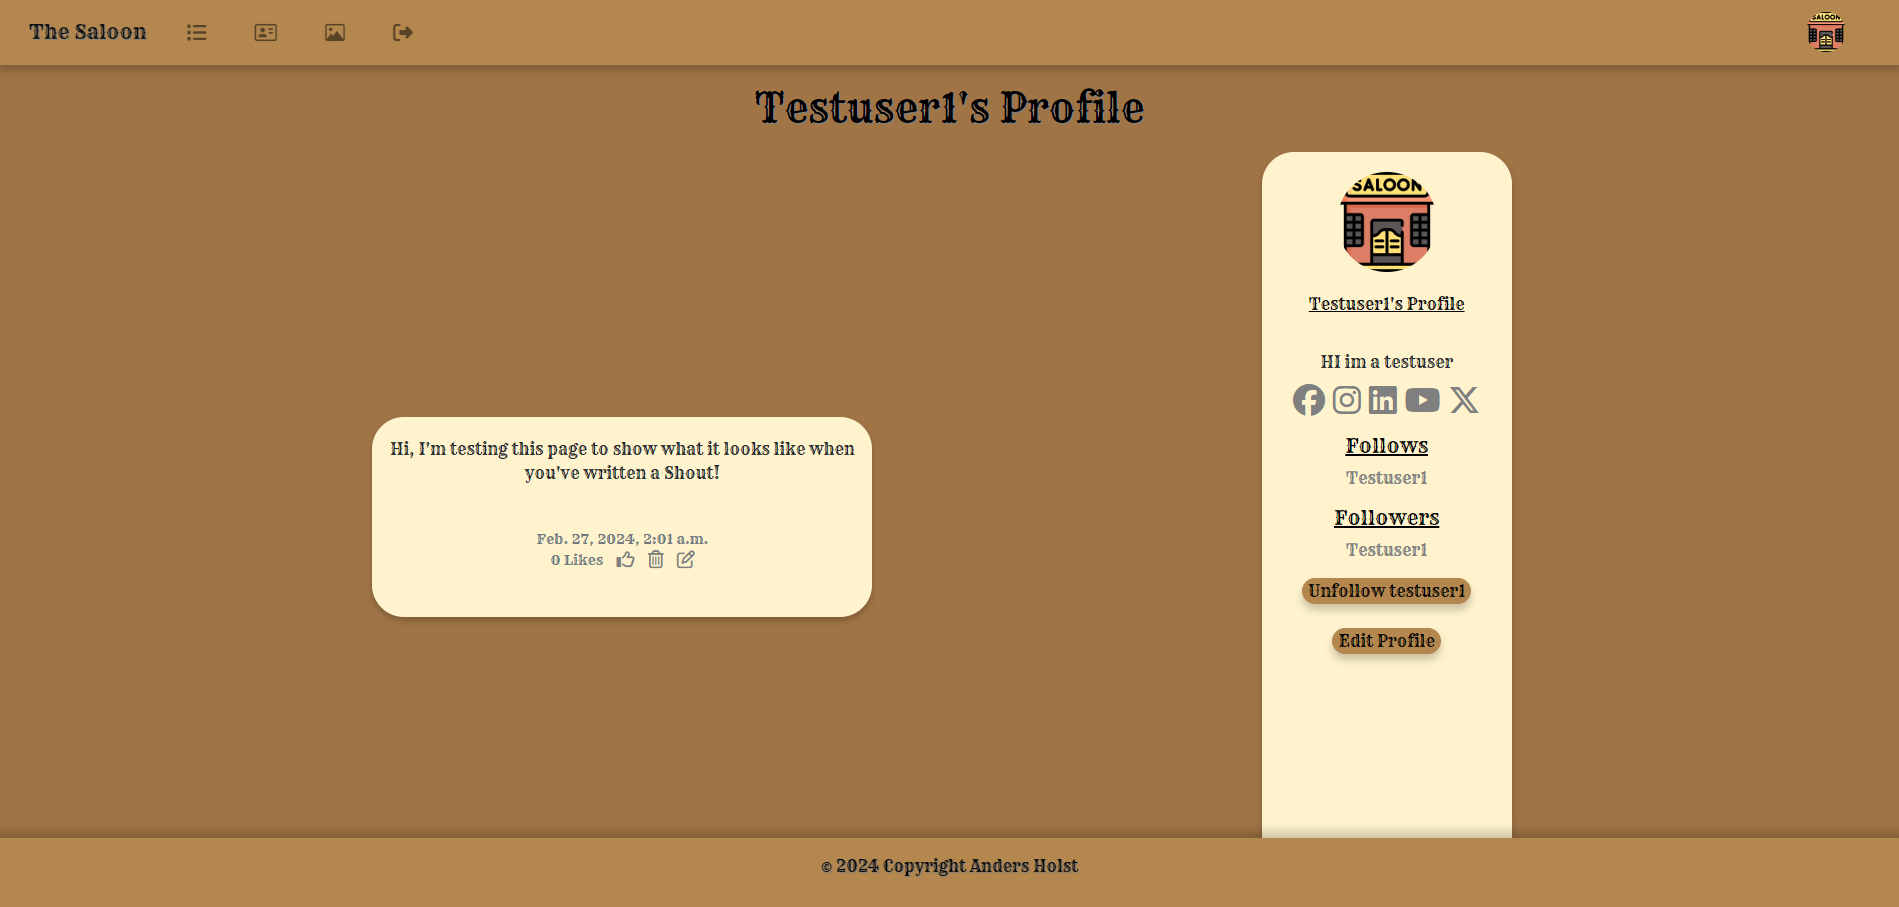 The Saloon
SALOON
Testuser1's Profile
SALOON
Testuser1's Profile
HI im a testuser
Follows
Testuser1
Followers
Testuser1
Unfollow testuser1
Edit Profile
Hi, I'm testing this page to show what it looks like when
you've written a Shout!
Feb. 27, 2024, 2:01 a.m.
0 Likes
© 2024 Copyright Anders Holst